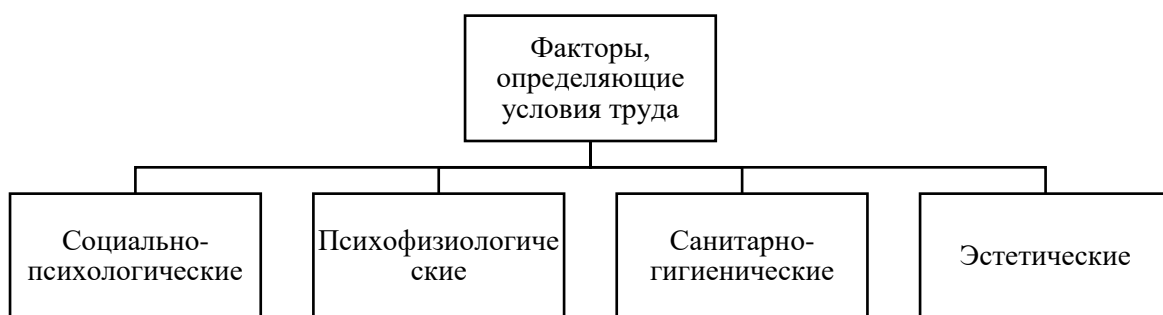 Факторы,
определяющие
условия труда
Социально-
психологические
Психофизиологиче
ские
Санитарно-
гигиенические
Эстетические